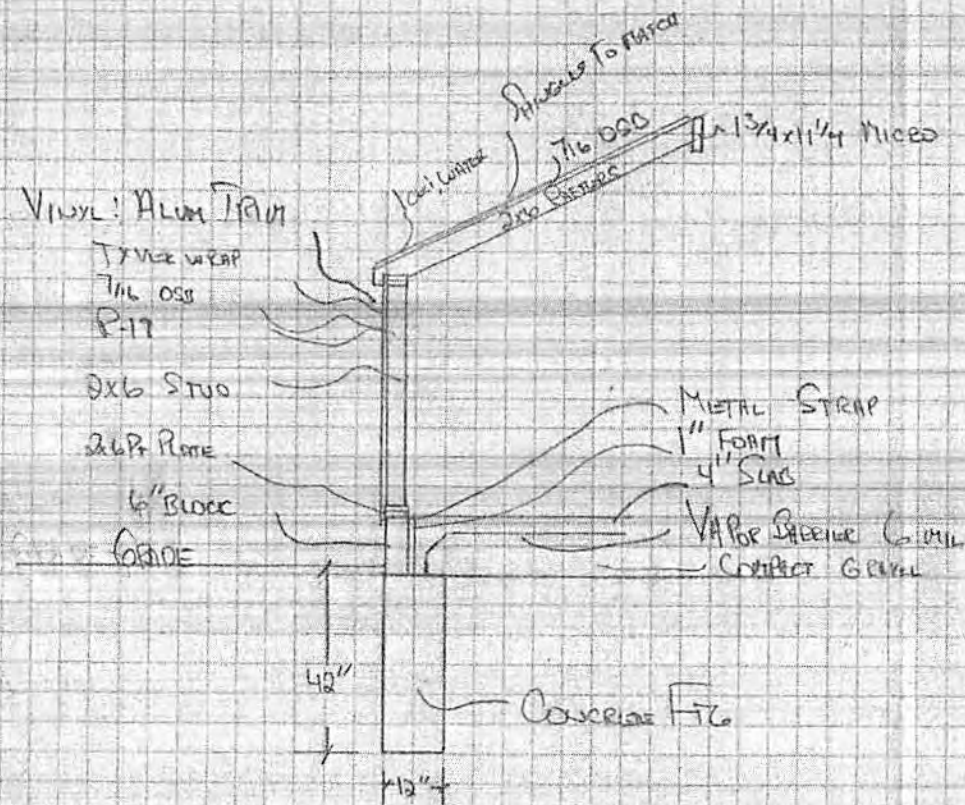 SHINGLES TO MATCH
7/16 OSB
1 3/4 x 11 1/4 MICRO
ICE & WATER
2x6 RAFTERS
VINYL & ALUM TRIM
TYVEK WRAP
7/16 OSB
R-19
2x6 STUD
2x6 PT PLATE
6" BLOCK
GRADE
METAL STRAP
1" FOAM
4" SLAB
VAPOR BARRIER 6 MIL
COMPACT GRAVEL
42"
CONCRETE FTG
12"